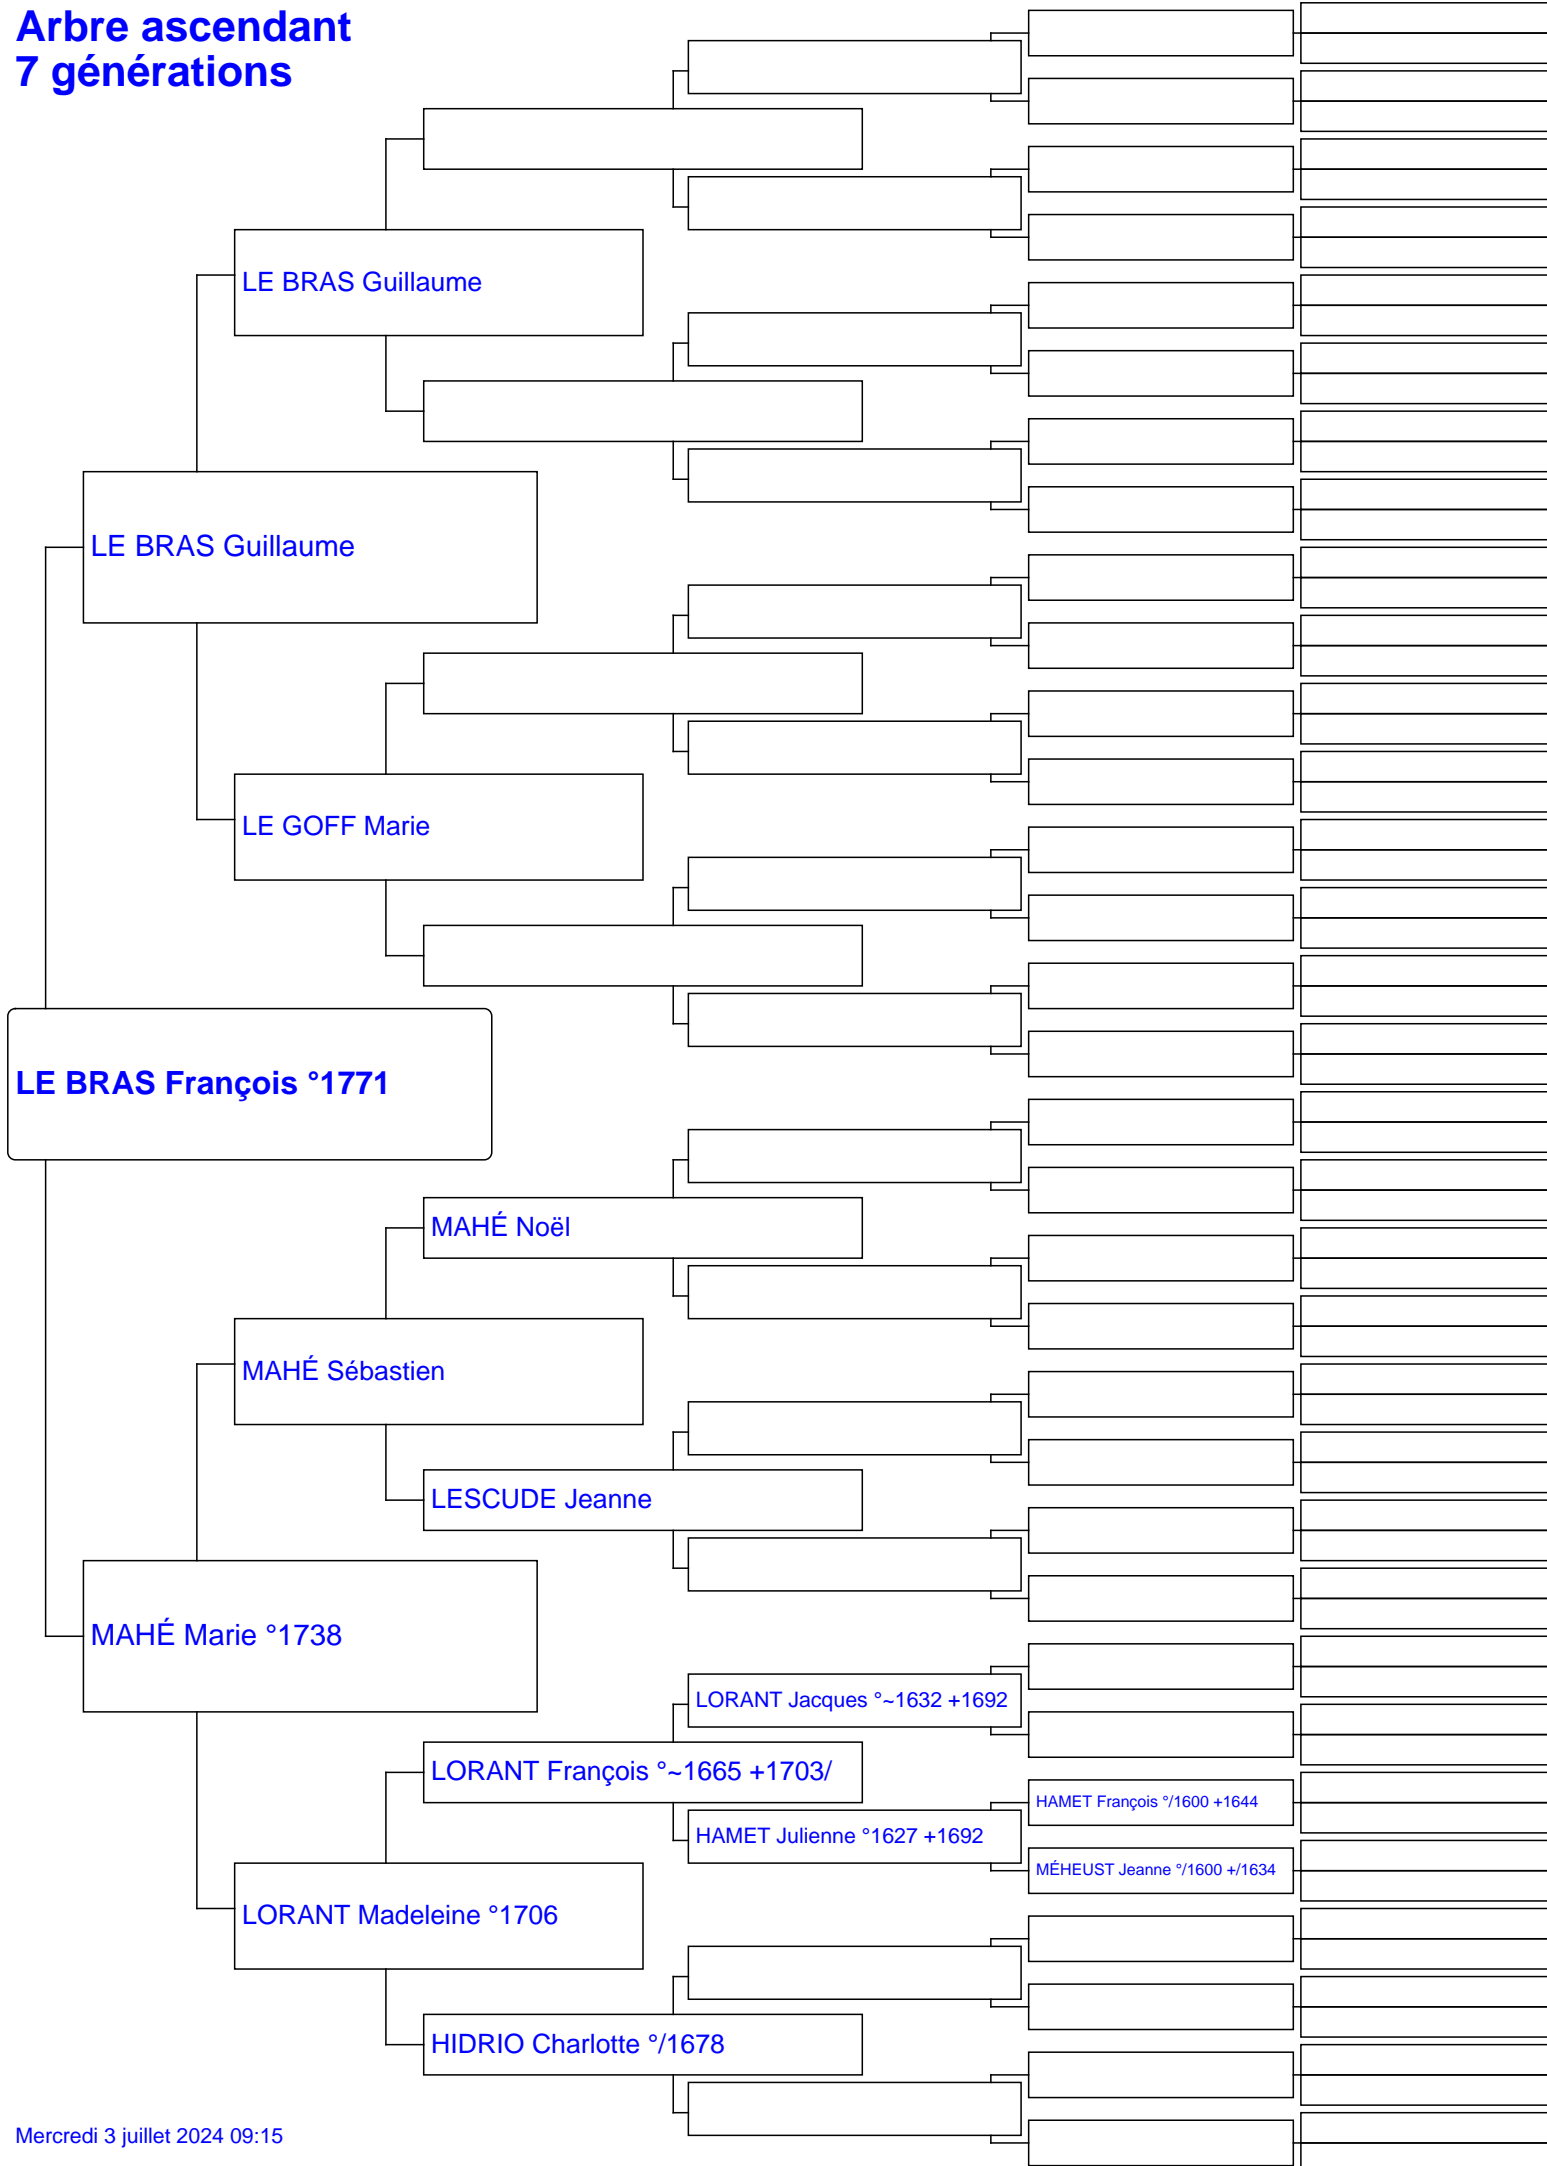 Arbre ascendant
7 générations
LE BRAS Guillaume
LE BRAS Guillaume
LE GOFF Marie
LE BRAS François °1771
MAHÉ Noël
MAHÉ Sébastien
LESCUDE Jeanne
MAHÉ Marie °1738
LORANT Jacques °~1632 +1692
LORANT François °~1665 +1703/
HAMET François °/1600 +1644
HAMET Julienne °1627 +1692
MÉHEUST Jeanne °/1600 +/1634
LORANT Madeleine °1706
HIDRIO Charlotte °/1678
Mercredi 3 juillet 2024 09:15